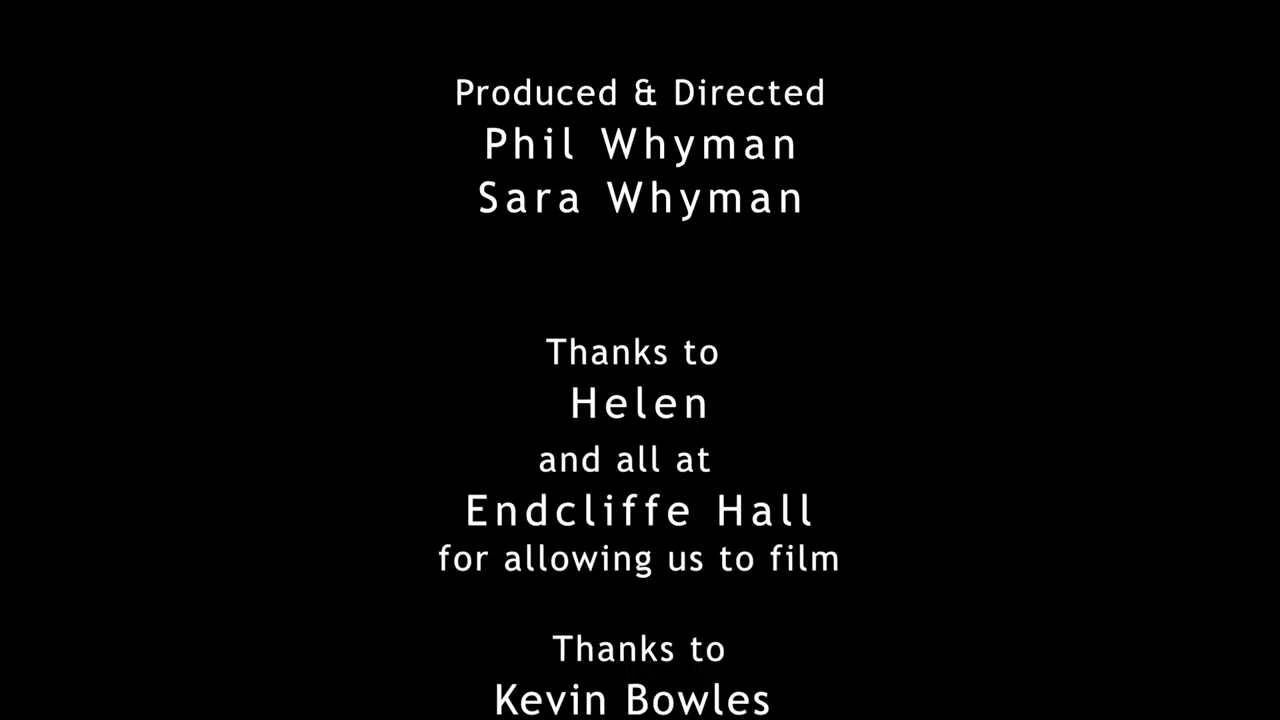 Produced & Directed
Phil Whyman
Sara Whyman
Thanks to
Helen
and all at
Endcliffe Hall
for allowing us to film
Thanks to
Kevin Bowles